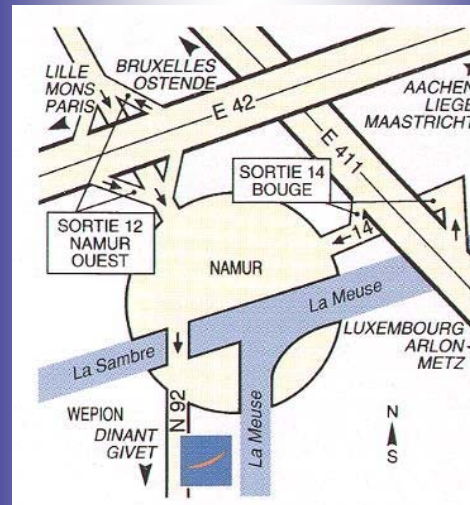 LILLE
MONS
PARIS
BRUXELLES
OSTENDE
E 42
E 411
AACHEN
LIEGE
MAASTRICHT
SORTIE 14
BOUGE
14
SORTIE 12
NAMUR
OUEST
NAMUR
La Meuse
La Sambre
LUXEMBOURG
ARLON-
METZ
WEPION
DINANT
GIVET
N 92
La Meuse
N
S